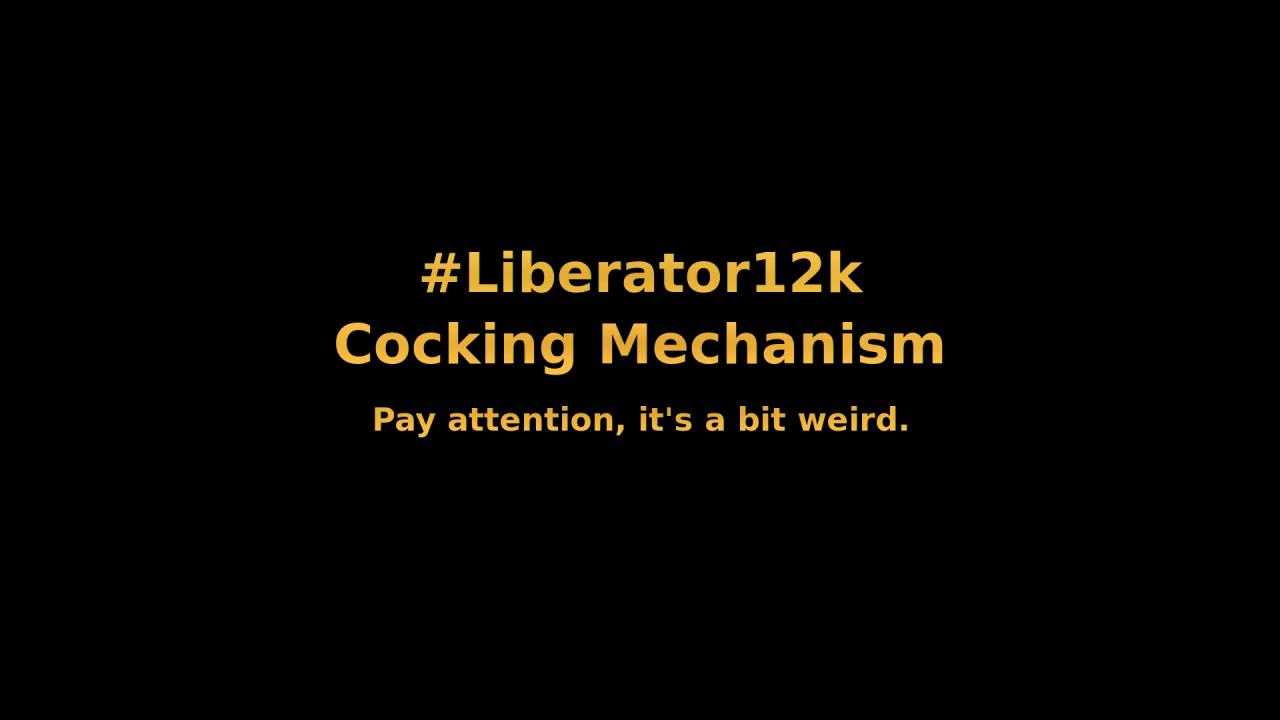 #Liberator12k
Cocking Mechanism
Pay attention, it's a bit weird.